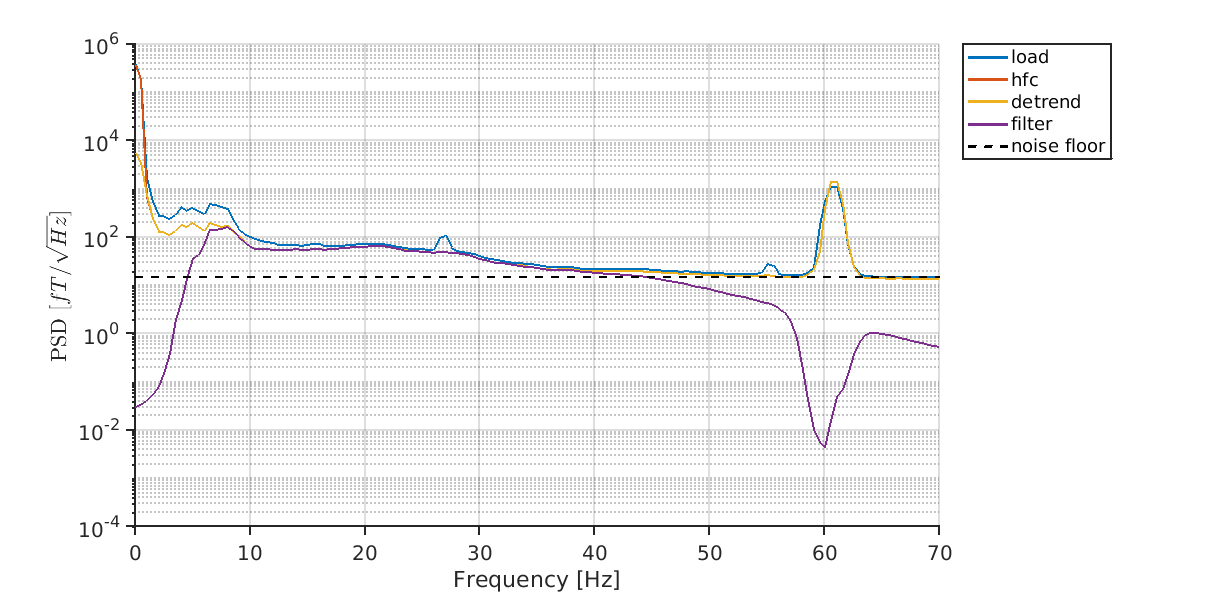 10^6
10^4
10^2
10^0
10^-2
10^-4
PSD [fT/√Hz]
0 10 20 30 40 50 60 70
Frequency [Hz]
load
hfc
detrend
filter
noise floor